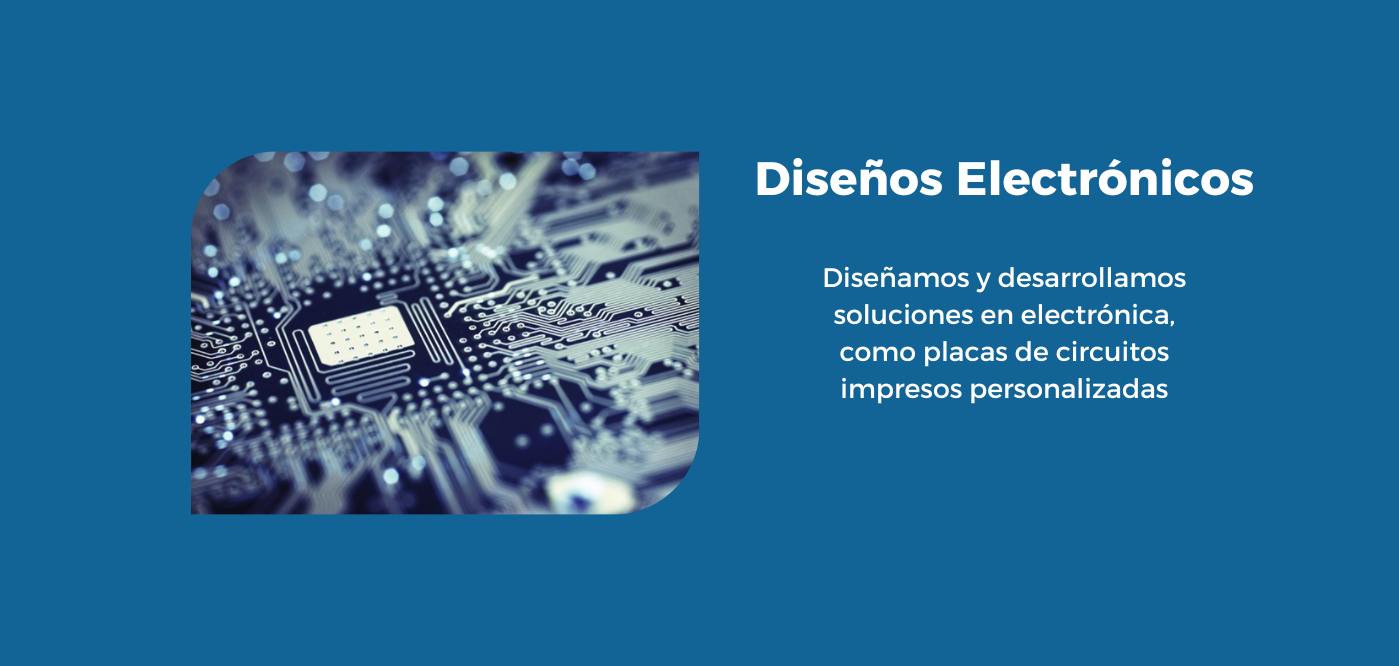 Diseños Electrónicos
Diseñamos y desarrollamos
soluciones en electrónica,
como placas de circuitos
impresos personalizadas